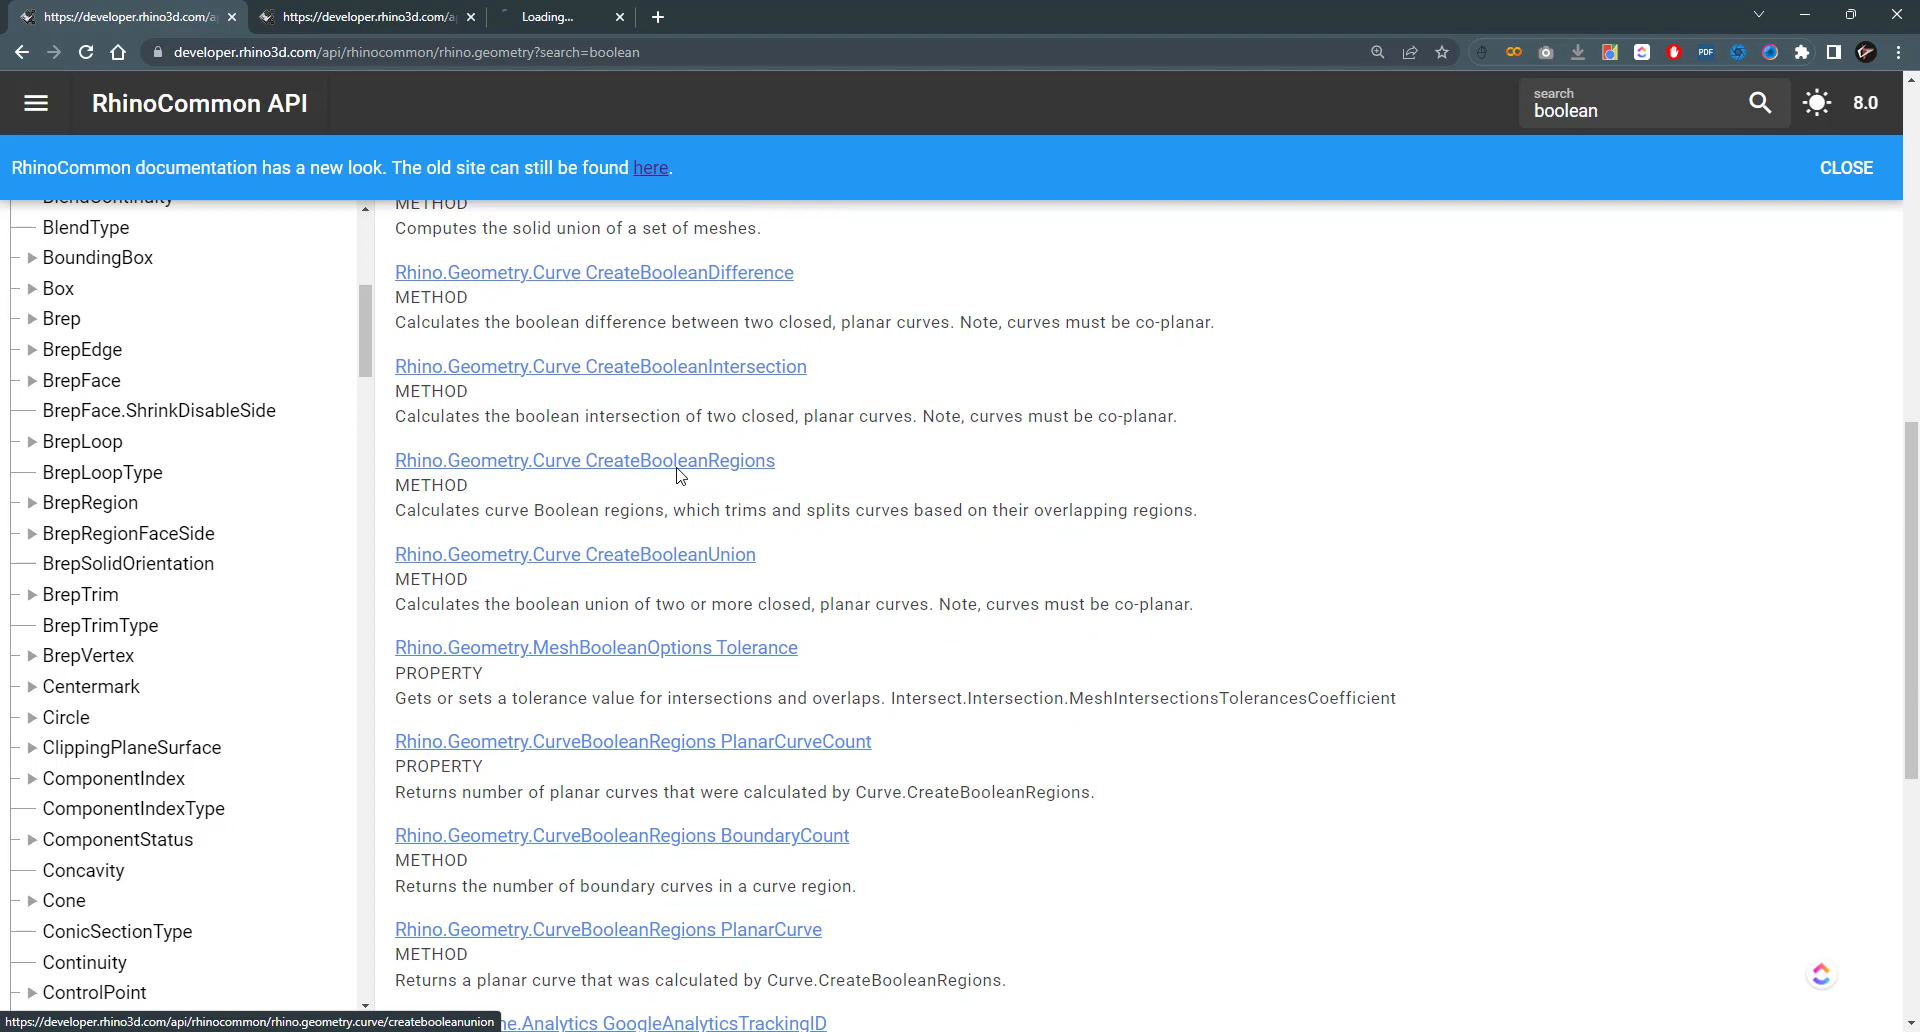 https://developer.rhino3d.com/a
https://developer.rhino3d.com/a
Loading...
developer.rhino3d.com/api/rhinocommon/rhino.geometry?search=boolean
PDF
RhinoCommon API
search
boolean
8.0
RhinoCommon documentation has a new look. The old site can still be found here.
CLOSE
BlendContinuity
BlendType
BoundingBox
Box
Brep
BrepEdge
BrepFace
BrepFace.ShrinkDisableSide
BrepLoop
BrepLoopType
BrepRegion
BrepRegionFaceSide
BrepSolidOrientation
BrepTrim
BrepTrimType
BrepVertex
Centermark
Circle
ClippingPlaneSurface
ComponentIndex
ComponentIndexType
ComponentStatus
Concavity
Cone
ConicSectionType
Continuity
ControlPoint
METHOD
Computes the solid union of a set of meshes.
Rhino.Geometry.Curve CreateBooleanDifference
METHOD
Calculates the boolean difference between two closed, planar curves. Note, curves must be co-planar.
Rhino.Geometry.Curve CreateBooleanIntersection
METHOD
Calculates the boolean intersection of two closed, planar curves. Note, curves must be co-planar.
Rhino.Geometry.Curve CreateBooleanRegions
METHOD
Calculates curve Boolean regions, which trims and splits curves based on their overlapping regions.
Rhino.Geometry.Curve CreateBooleanUnion
METHOD
Calculates the boolean union of two or more closed, planar curves. Note, curves must be co-planar.
Rhino.Geometry.MeshBooleanOptions Tolerance
PROPERTY
Gets or sets a tolerance value for intersections and overlaps. Intersect.Intersection.MeshIntersectionsTolerancesCoefficient
Rhino.Geometry.CurveBooleanRegions PlanarCurveCount
PROPERTY
Returns number of planar curves that were calculated by Curve.CreateBooleanRegions.
Rhino.Geometry.CurveBooleanRegions BoundaryCount
METHOD
Returns the number of boundary curves in a curve region.
Rhino.Geometry.CurveBooleanRegions PlanarCurve
METHOD
Returns a planar curve that was calculated by Curve.CreateBooleanRegions.
ne.Analytics GoogleAnalyticsTrackingID
https://developer.rhino3d.com/api/rhinocommon/rhino.geometry.curve/createbooleanunion